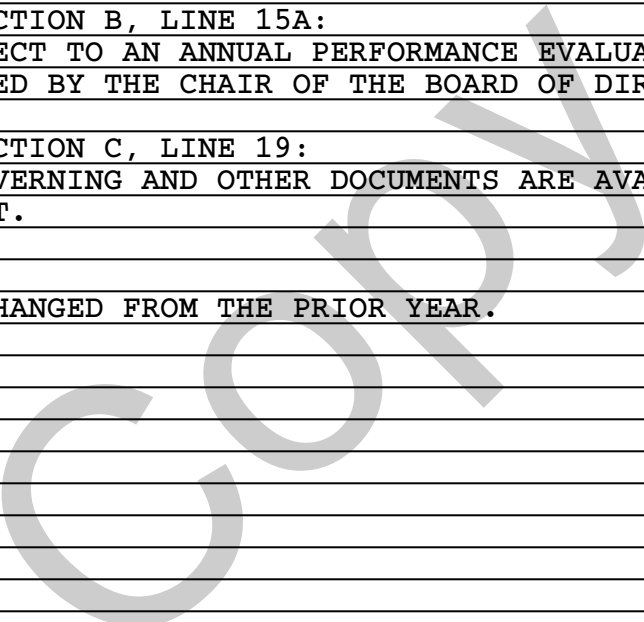 CTION B, LINE 15A:
ECT TO AN ANNUAL PERFORMANCE EVALUA
ED BY THE CHAIR OF THE BOARD OF DIR
CTION C, LINE 19:
VERNING AND OTHER DOCUMENTS ARE AVA
T.
HANGED FROM THE PRIOR YEAR.
Copy